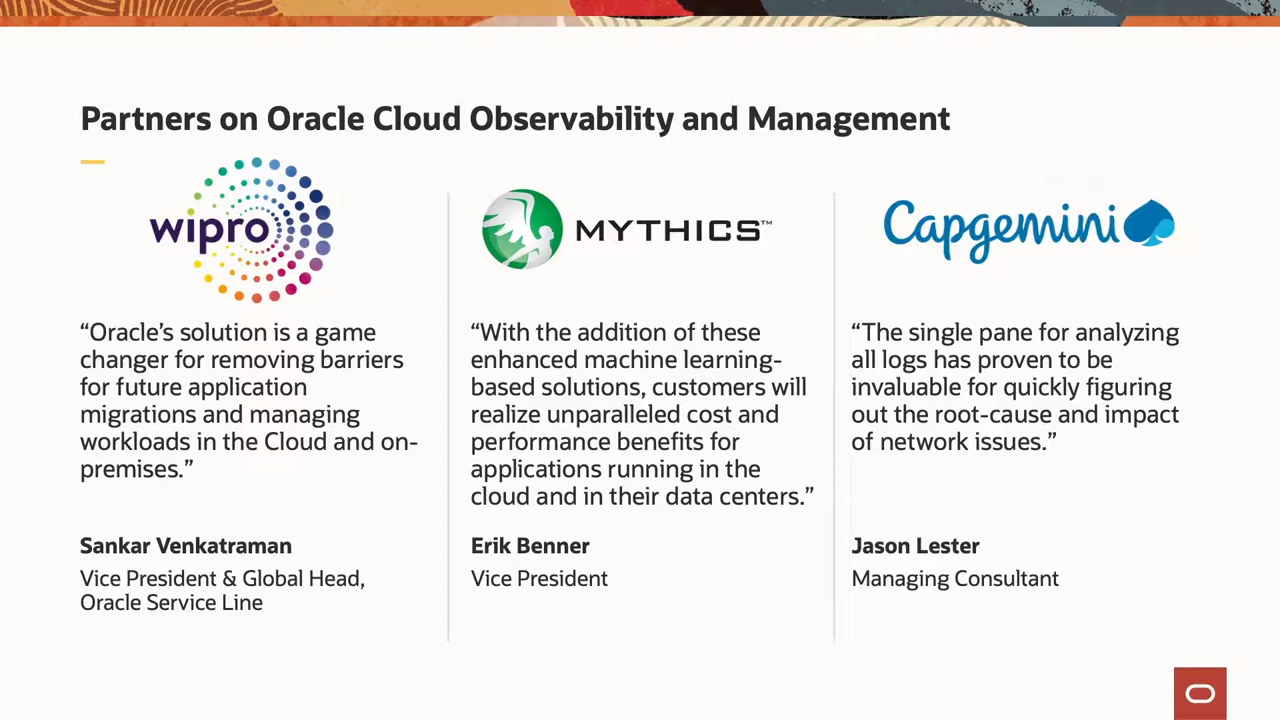 Partners on Oracle Cloud Observability and Management
wipro
“Oracle’s solution is a game
changer for removing barriers
for future application
migrations and managing
workloads in the Cloud and on-
premises.”
Sankar Venkatraman
Vice President & Global Head,
Oracle Service Line
MYTHICS™
“With the addition of these
enhanced machine learning-
based solutions, customers will
realize unparalleled cost and
performance benefits for
applications running in the
cloud and in their data centers.”
Erik Benner
Vice President
Capgemini
“The single pane for analyzing
all logs has proven to be
invaluable for quickly figuring
out the root-cause and impact
of network issues.”
Jason Lester
Managing Consultant